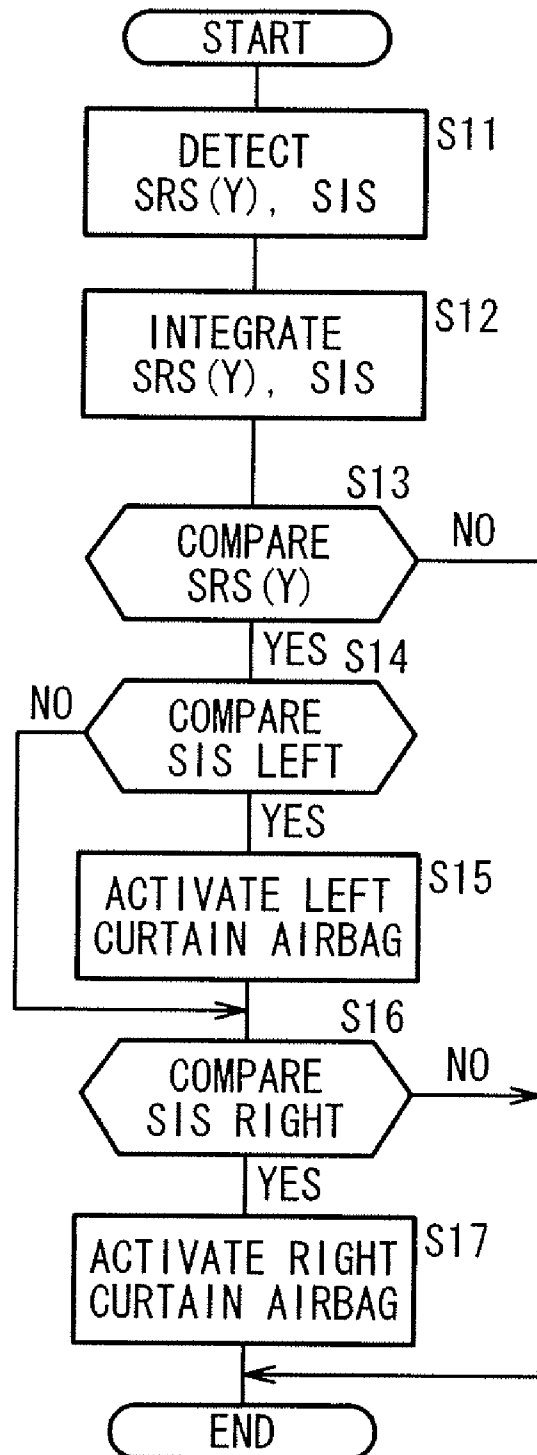 START
S11
DETECT
SRS(Y), SIS
S12
INTEGRATE
SRS(Y), SIS
S13
COMPARE
SRS(Y)
NO
YES
S14
NO
COMPARE
SIS LEFT
YES
S15
ACTIVATE LEFT
CURTAIN AIRBAG
S16
COMPARE
SIS RIGHT
NO
YES
S17
ACTIVATE RIGHT
CURTAIN AIRBAG
END